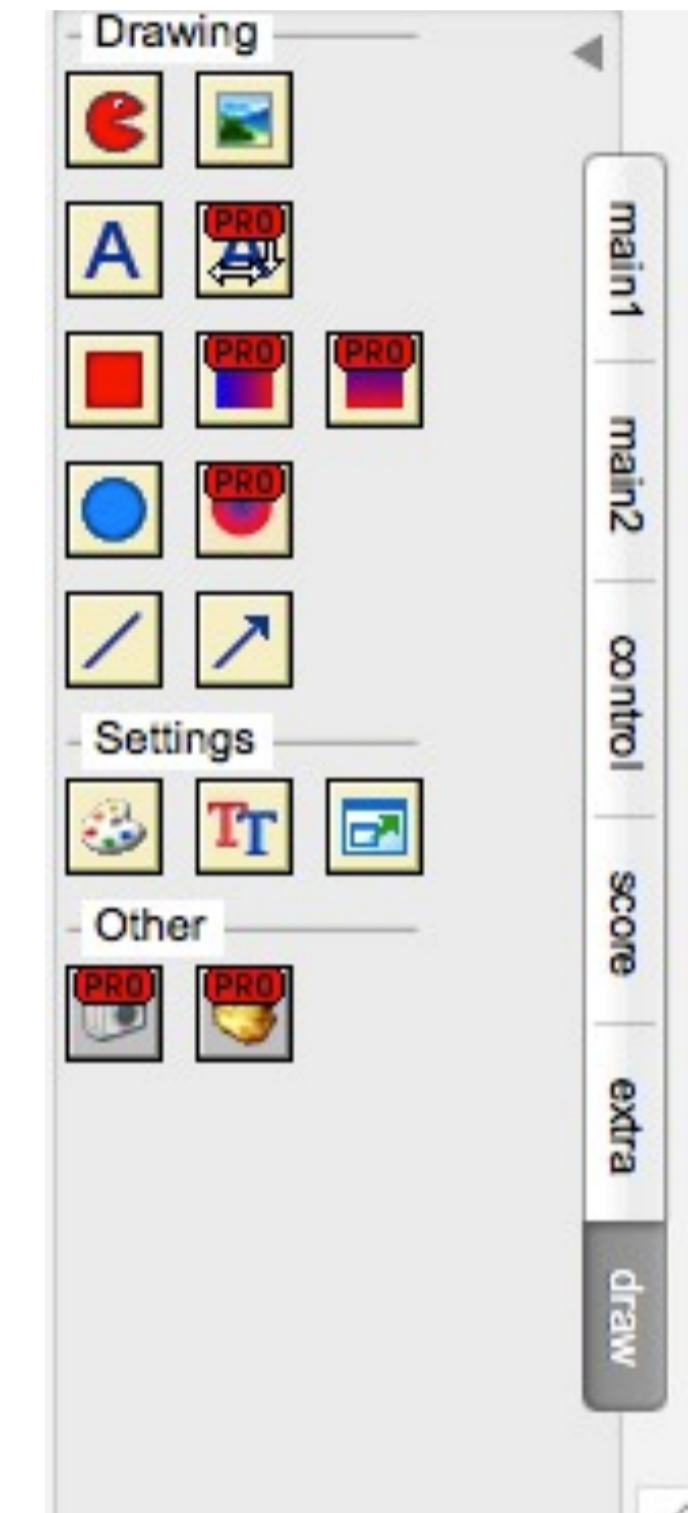 Drawing
A PRO
PRO PRO
PRO
Settings
TT
Other
PRO PRO
main1
main2
control
score
extra
draw